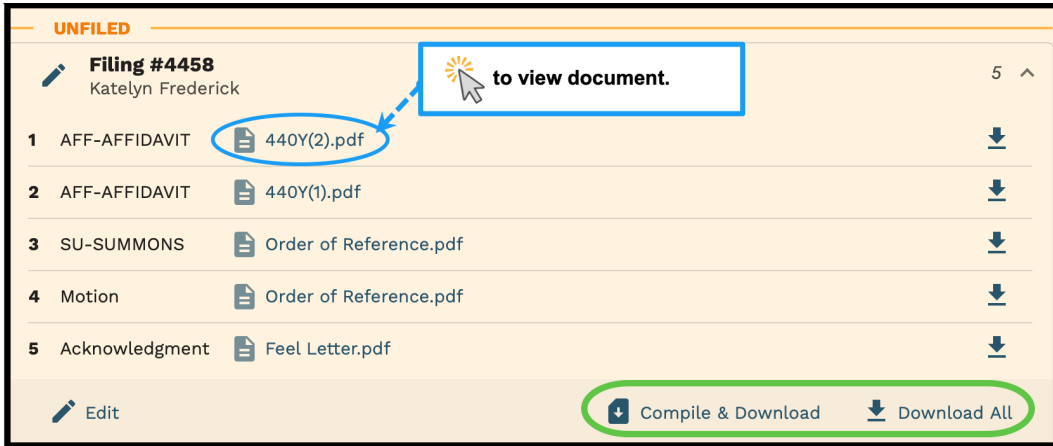 UNFILED
Filing #4458
Katelyn Frederick
to view document.
5
1 AFF-AFFIDAVIT 440Y(2).pdf
2 AFF-AFFIDAVIT 440Y(1).pdf
3 SU-SUMMONS Order of Reference.pdf
4 Motion Order of Reference.pdf
5 Acknowledgment Feel Letter.pdf
Edit Compile & Download Download All